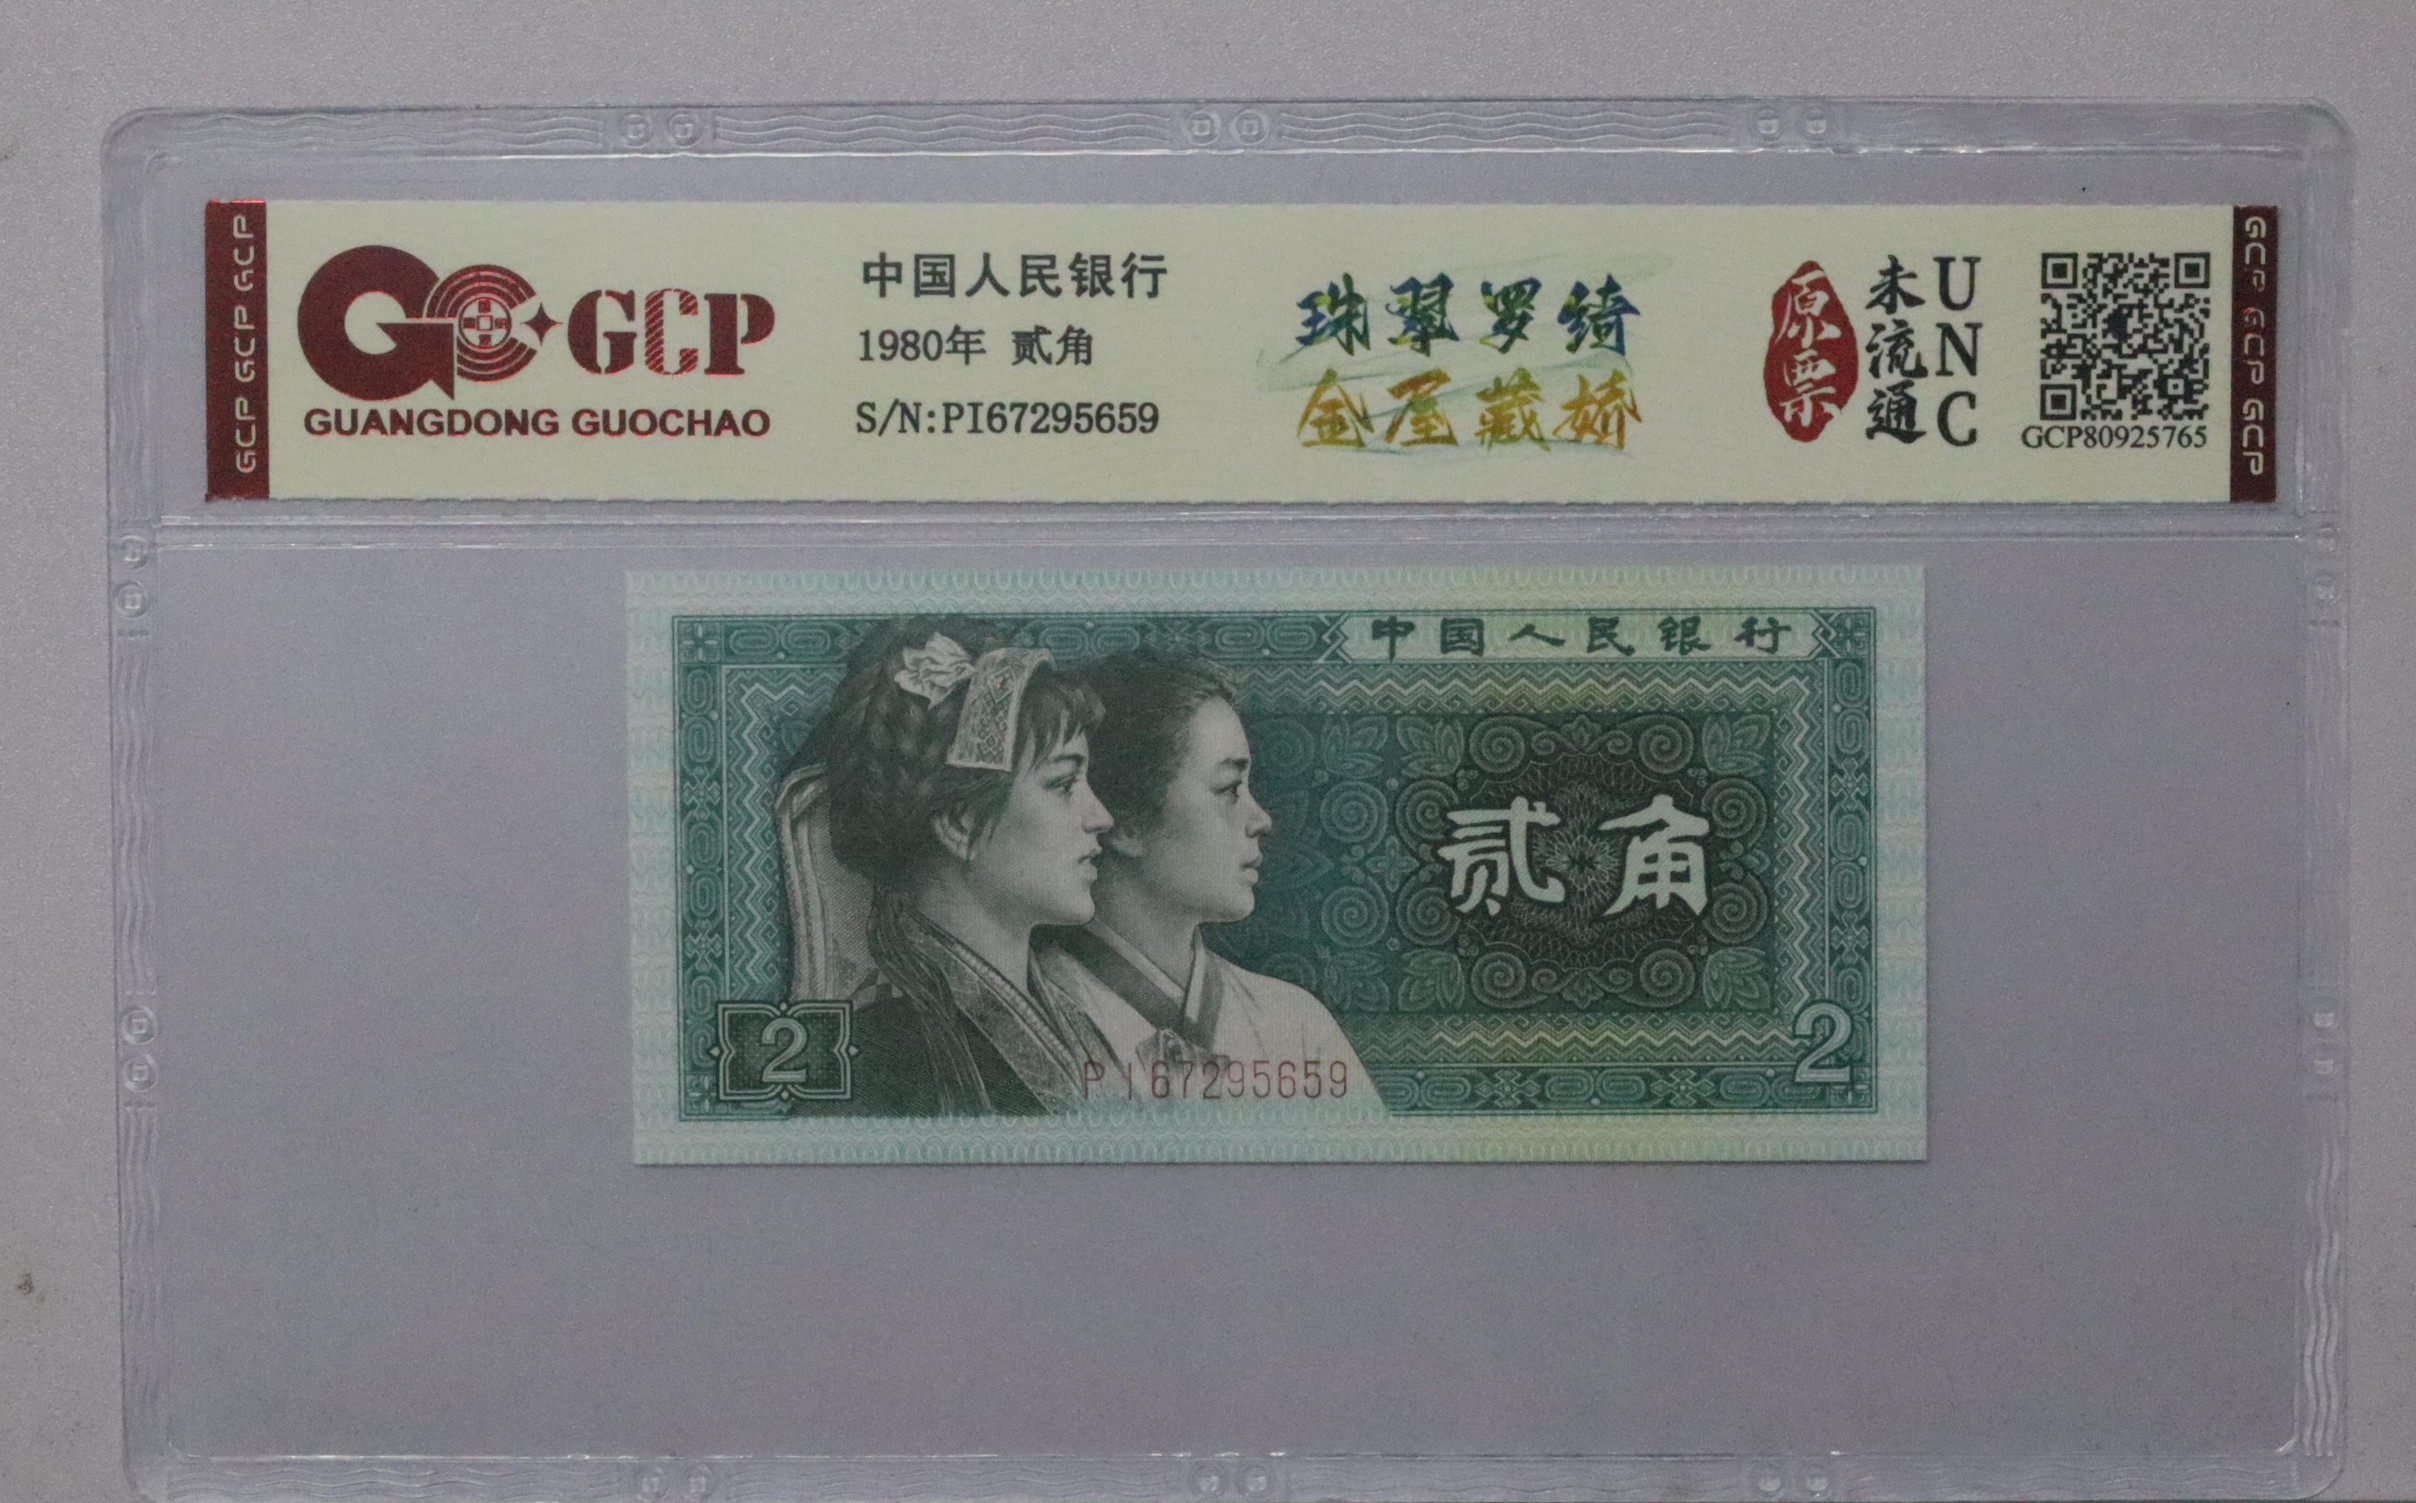 GCP GCP GCP
GCP
GUANGDONG GUOCHAO
中国人民银行
1980年 贰角
S/N:PI67295659
珠翠罗绮
金屋藏娇
原票
未流通
UNC
GCP80925765
GCP GCP GCP
中国人民银行
贰角
2
2
PI67295659